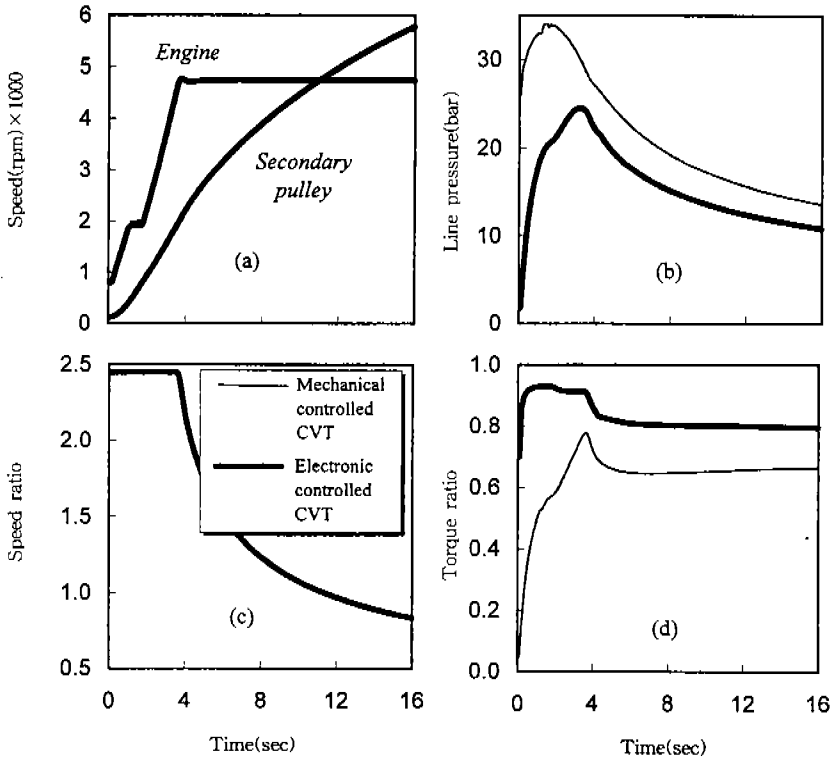 Speed(rpm)×1000
6
5
4
3
2
1
0
Engine
Secondary
pulley
(a)
Line pressure(bar)
30
20
10
0
(b)
Speed ratio
2.5
2.0
1.5
1.0
0.5
Mechanical
controlled
CVT
Electronic
controlled
CVT
(c)
0 4 8 12 16
Time(sec)
Torque ratio
1.0
0.8
0.6
0.4
0.2
0.0
(d)
0 4 8 12 16
Time(sec)